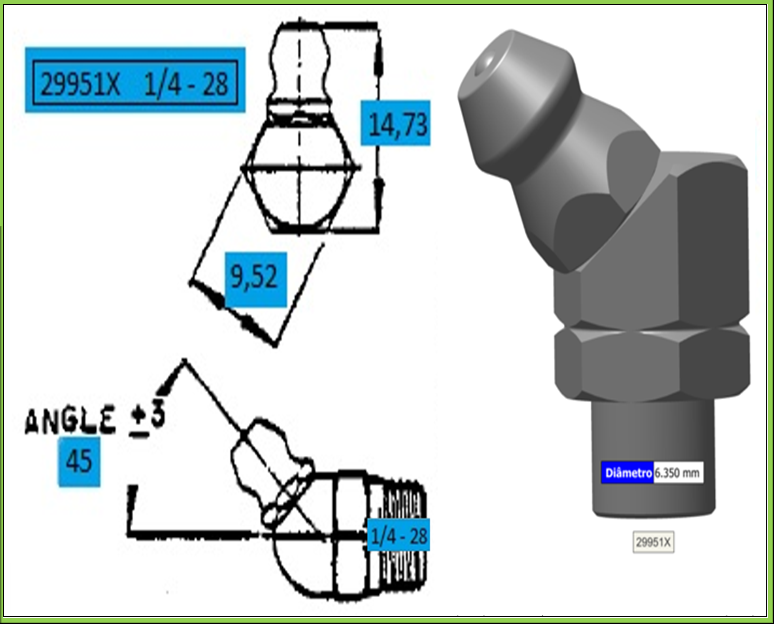 29951X 1/4 - 28
14,73
9,52
ANGLE ±3
45
1/4 - 28
Diâmetro 6.350 mm
29951X